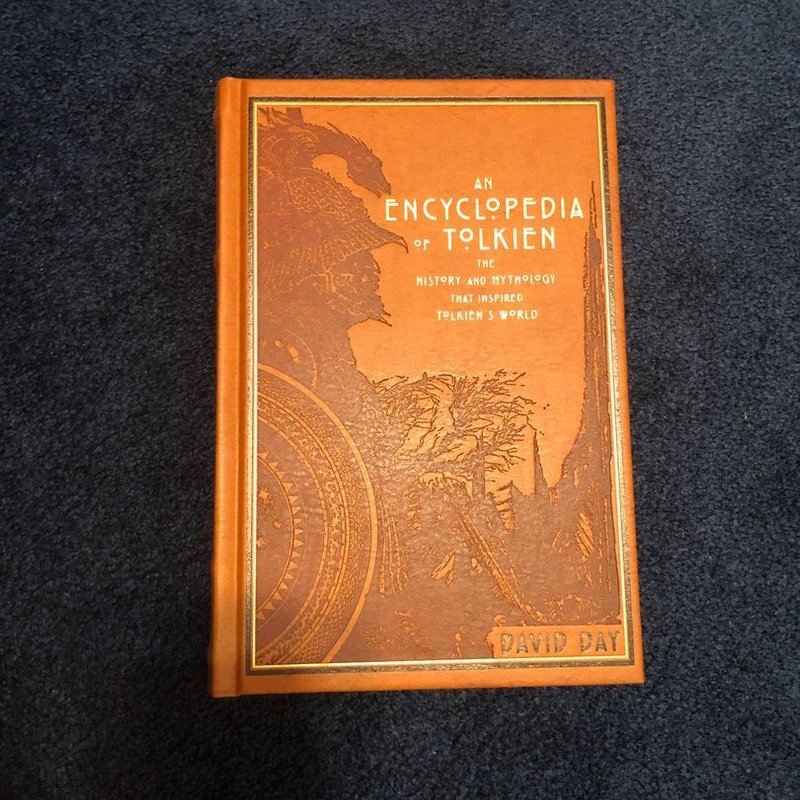 AN
ENCYCLOPEDIA
OF TOLKIEN
THE
HISTORY AND MYTHOLOGY
THAT INSPIRED
TOLKIEN'S WORLD
DAVID DAY